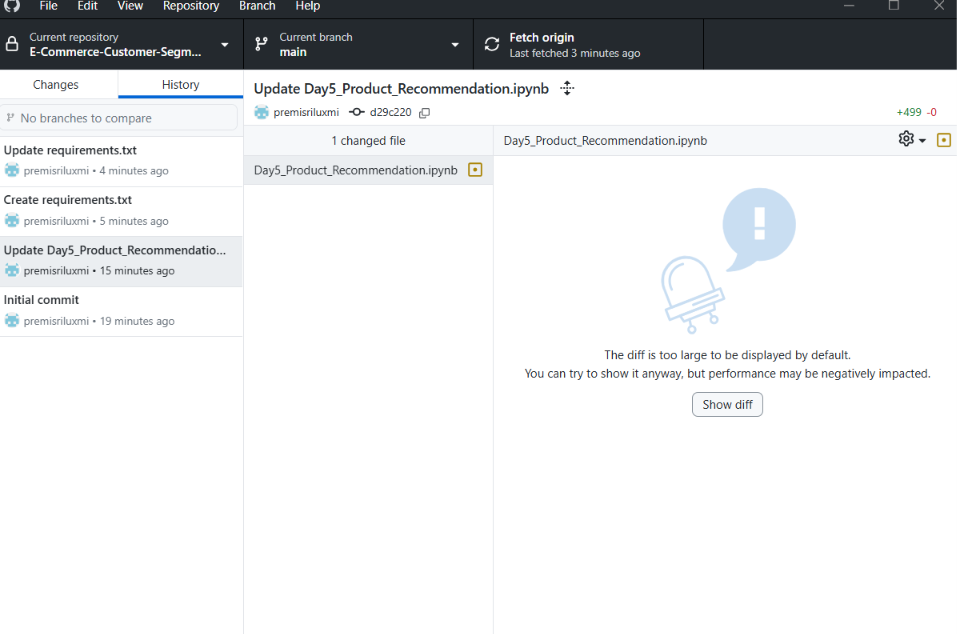 File Edit View Repository Branch Help
Current repository
E-Commerce-Customer-Segm...
Current branch
main
Fetch origin
Last fetched 3 minutes ago
Changes
History
No branches to compare
Update requirements.txt
premisriluxmi • 4 minutes ago
Create requirements.txt
premisriluxmi • 5 minutes ago
Update Day5_Product_Recommendatio...
premisriluxmi • 15 minutes ago
Initial commit
premisriluxmi • 19 minutes ago
Update Day5_Product_Recommendation.ipynb
premisriluxmi d29c220
+499 -0
1 changed file
Day5_Product_Recommendation.ipynb
Day5_Product_Recommendation.ipynb
The diff is too large to be displayed by default.
You can try to show it anyway, but performance may be negatively impacted.
Show diff